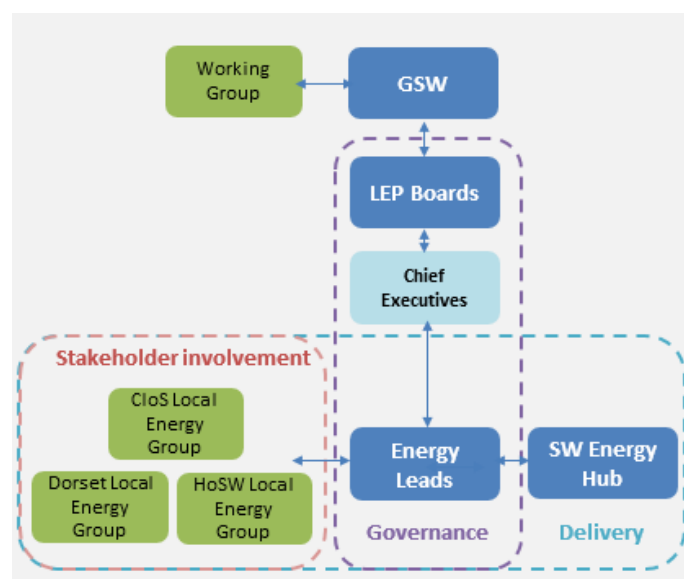 Working
Group
GSW
LEP Boards
Chief
Executives
Stakeholder involvement
CIoS Local
Energy
Group
Dorset Local
Energy
Group
HoSW Local
Energy
Group
Energy
Leads
SW Energy
Hub
Governance
Delivery